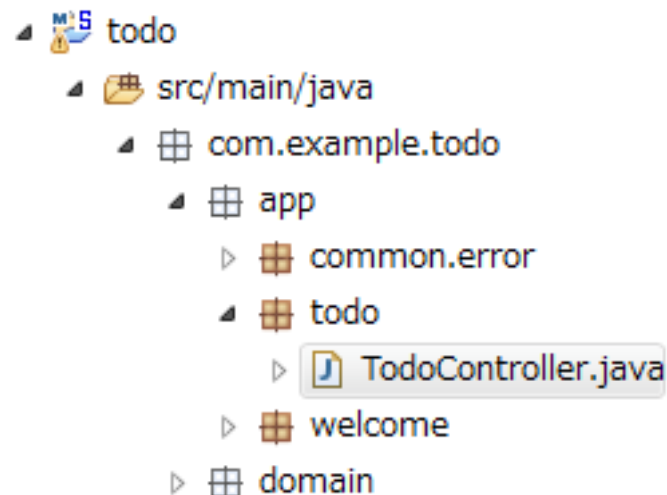 todo
src/main/java
com.example.todo
app
common.error
todo
TodoController.java
welcome
domain